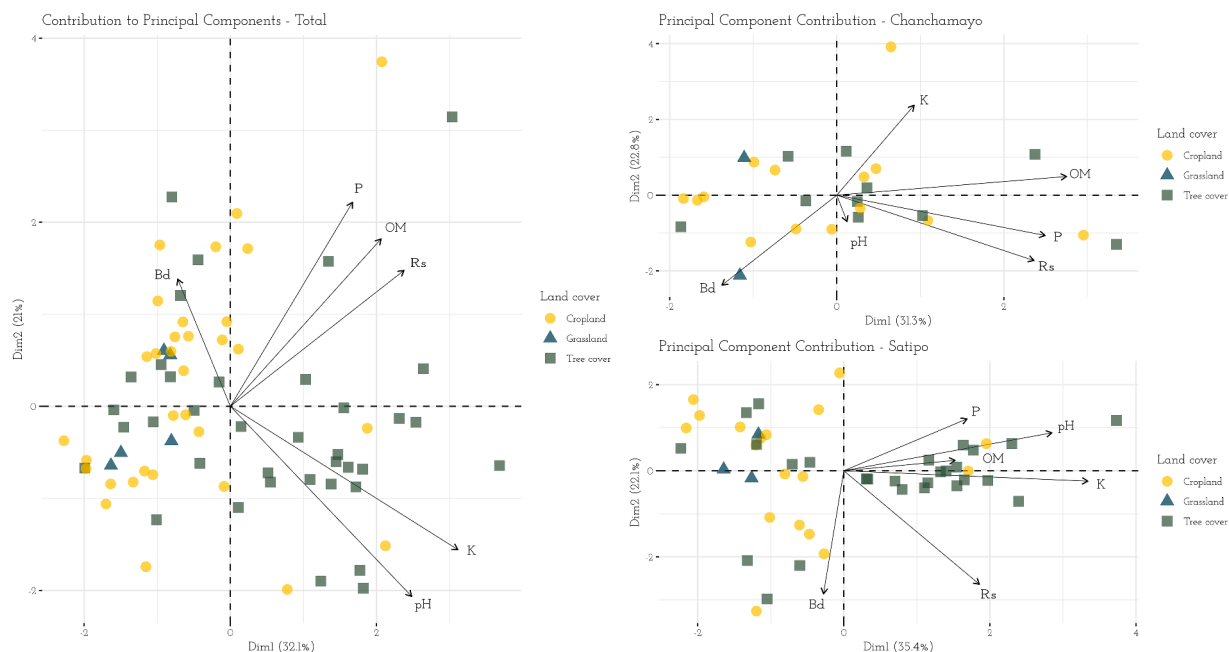 Contribution to Principal Components - Total
4
2
0
-2
Dim2 (21%)
P
OM
Rs
Bd
K
pH
-2
0
2
Dim1 (32.1%)
Land cover
Cropland
Grassland
Tree cover
Principal Component Contribution - Chanchamayo
4
2
0
-2
Dim2 (22.8%)
K
OM
P
Rs
pH
Bd
-2
0
2
Dim1 (31.3%)
Land cover
Cropland
Grassland
Tree cover
Principal Component Contribution - Satipo
2
0
-2
Dim2 (22.1%)
P
pH
OM
K
Rs
Bd
-2
0
2
4
Dim1 (35.4%)
Land cover
Cropland
Grassland
Tree cover